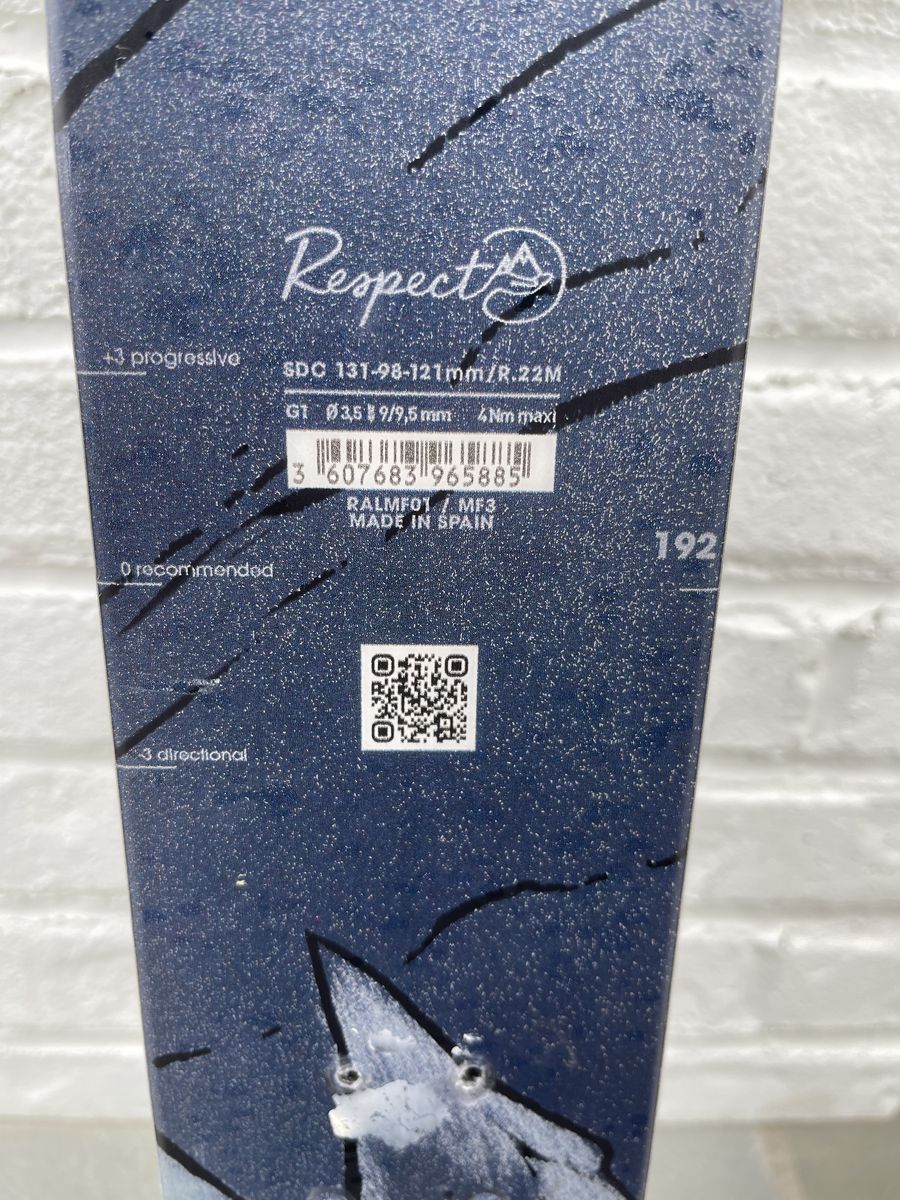 Respect
+3 progressive
SDC 131-98-121mm/R.22M
G1 Ø3,5 9/9,5 mm 4Nm maxi
3 607683 965885
RALMF01 / MF3
MADE IN SPAIN
192
0 recommended
-3 directional